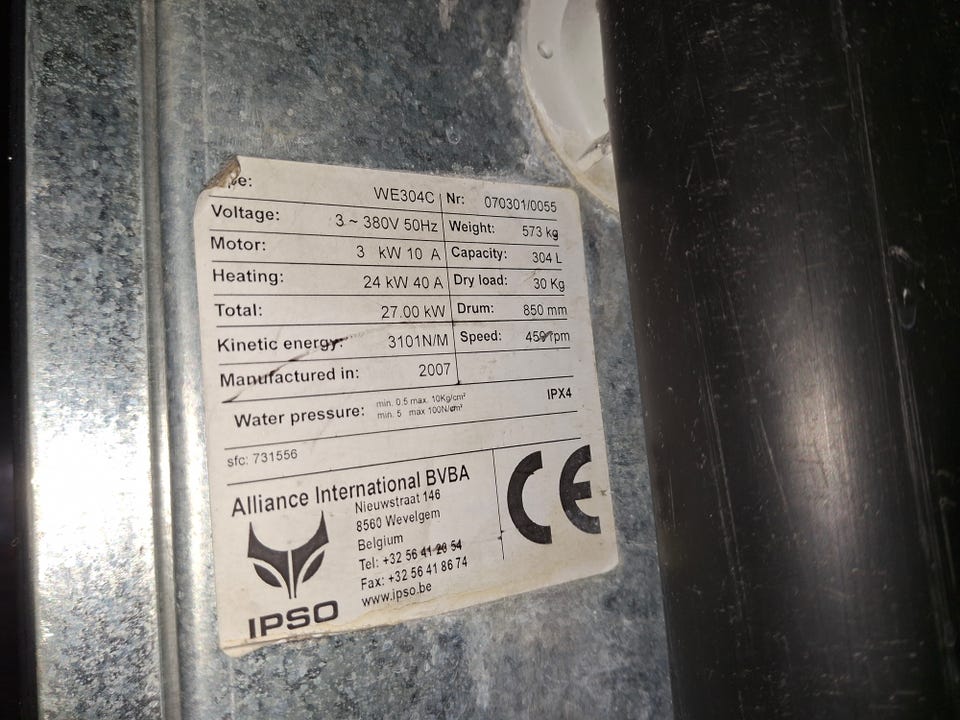 pe: WE304C Nr: 070301/0055
Voltage: 3 ~ 380V 50Hz Weight: 573 kg
Motor: 3 kW 10 A Capacity: 304 L
Heating: 24 kW 40 A Dry load: 30 Kg
Total: 27.00 kW Drum: 850 mm
Kinetic energy: 3101N/M Speed: 450 rpm
Manufactured in: 2007
Water pressure: min. 0.5 max. 10Kg/cm² IPX4
min. 5 max 100N/cm²
sfc: 731556
Alliance International BVBA
Nieuwstraat 146
8560 Wevelgem
Belgium
Tel: +32 56 41 20 54
Fax: +32 56 41 86 74
www.ipso.be
IPSO
CE